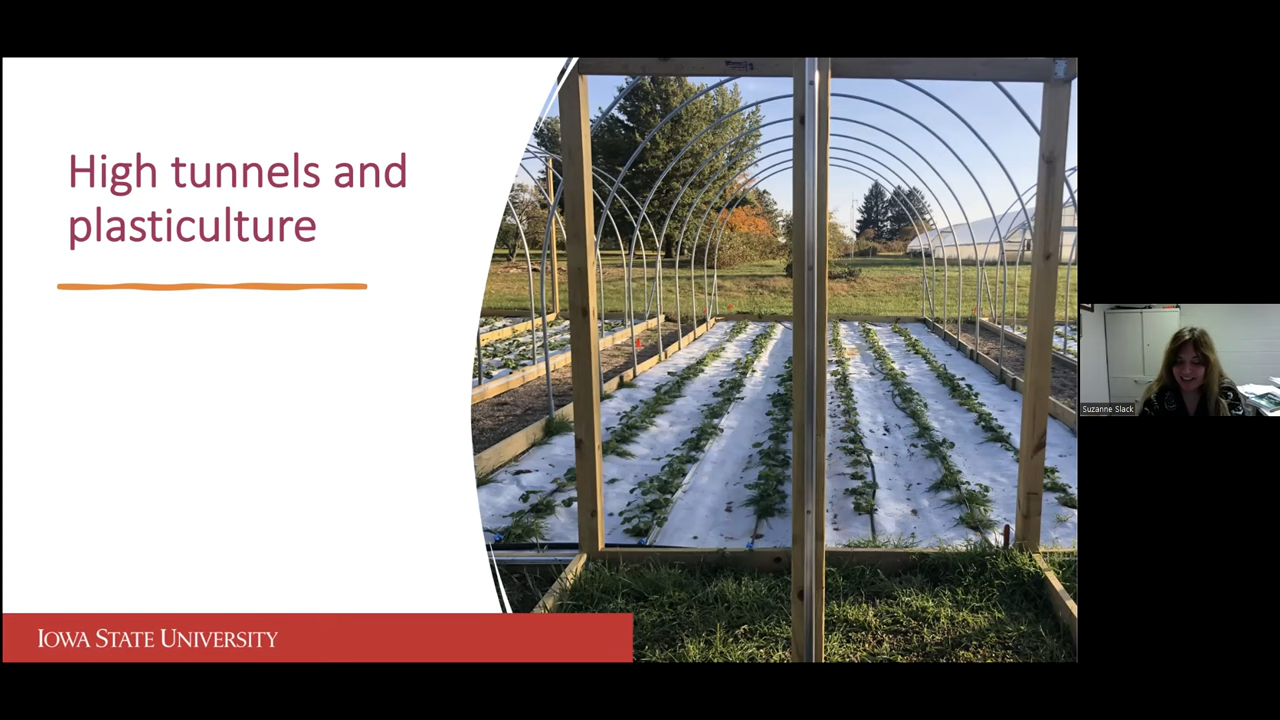 High tunnels and
plasticulture
IOWA STATE UNIVERSITY
Suzanne Slack